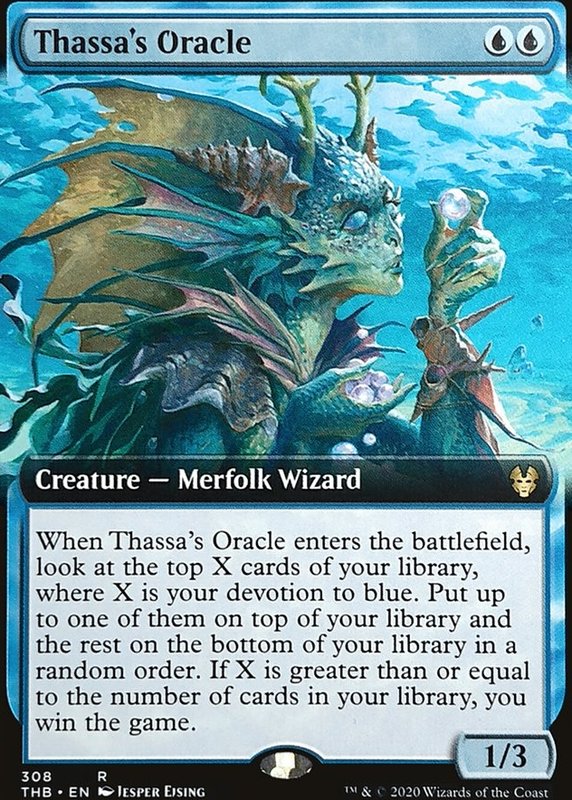 Thassa's Oracle
Creature — Merfolk Wizard
When Thassa's Oracle enters the battlefield,
look at the top X cards of your library,
where X is your devotion to blue. Put up
to one of them on top of your library and
the rest on the bottom of your library in a
random order. If X is greater than or equal
to the number of cards in your library, you
win the game.
1/3
308 R
THB • EN Jesper Ejsing
™ & © 2020 Wizards of the Coast